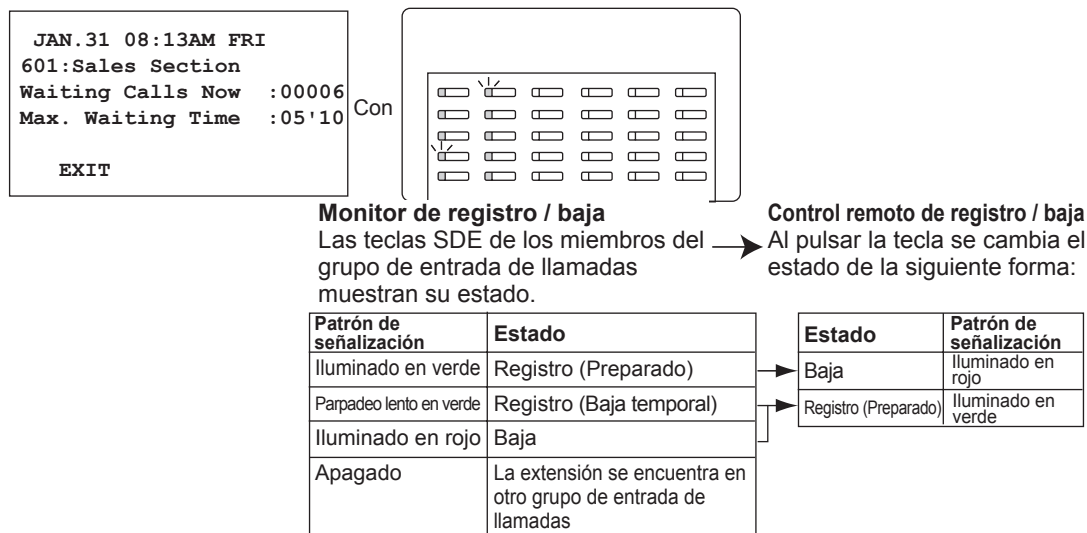 JAN.31 08:13AM FRI
601:Sales Section
Waiting Calls Now :00006
Max. Waiting Time :05'10
EXIT
Con
Monitor de registro / baja
Las teclas SDE de los miembros del
grupo de entrada de llamadas
muestran su estado.
Control remoto de registro / baja
Al pulsar la tecla se cambia el
estado de la siguiente forma:
Patrón de
señalización
Estado
Iluminado en verde
Registro (Preparado)
Parpadeo lento en verde
Registro (Baja temporal)
Iluminado en rojo
Baja
Apagado
La extensión se encuentra en
otro grupo de entrada de
llamadas
Estado
Patrón de
señalización
Baja
Iluminado en
rojo
Registro (Preparado)
Iluminado en
verde